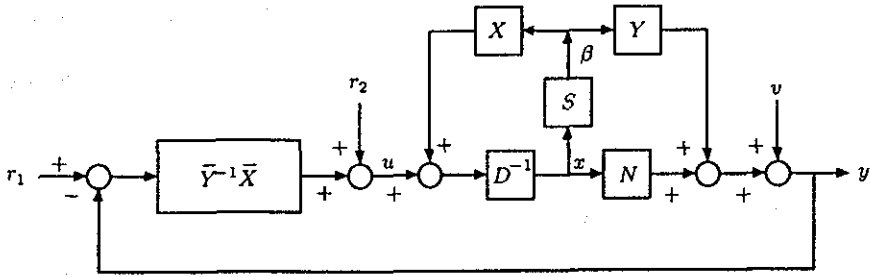 X
Y
β
r₂
S
v
+
+
+
+
r₁
+
Ỹ⁻¹X̃
u
D⁻¹
x
N
y
−
+
+
+
+